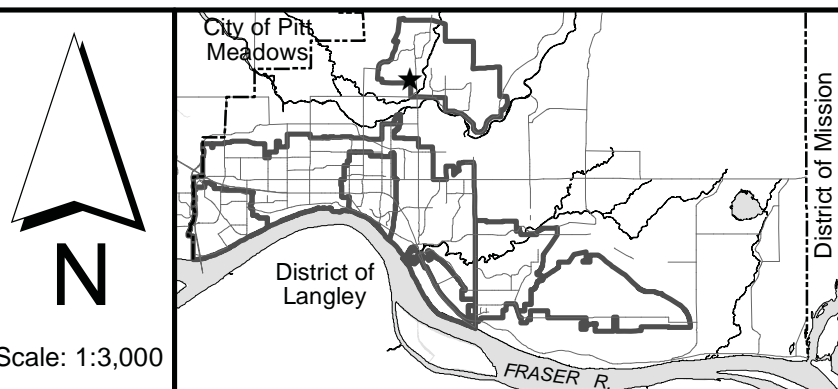 City of Pitt
Meadows
District of Mission
District of
Langley
FRASER R.
N
Scale: 1:3,000